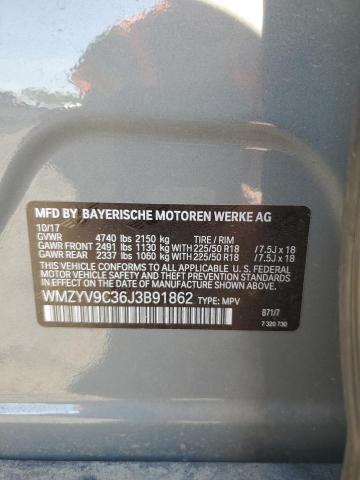 MFD BY BAYERISCHE MOTOREN WERKE AG
10/17
GVWR 4740 lbs 2150 kg TIRE / RIM
GAWR FRONT 2491 lbs 1130 kg WITH 225/50 R18 /7.5J x 18
GAWR REAR 2337 lbs 1060 kg WITH 225/50 R18 /7.5J x 18
THIS VEHICLE CONFORMS TO ALL APPLICABLE FEDERAL
MOTOR VEHICLE SAFETY, BUMPER, AND THEFT
PREVENTION STANDARDS
IN EFFECT ON THE DATE OF MANUFACTURE SHOWN ABOVE.
WMZYV9C36J3B91862 TYPE: MPV
B71/7
7 320 730